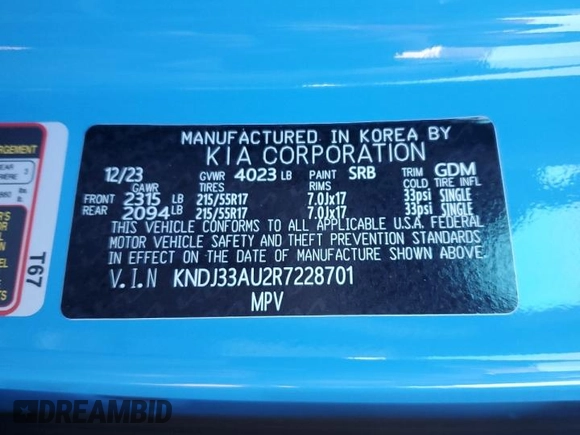 MANUFACTURED IN KOREA BY
KIA CORPORATION
12/23 GVWR 4023 LB PAINT SRB TRIM GDM
GAWR TIRES RIMS COLD TIRE INFL
FRONT 2315 LB 215/55R17 7.0Jx17 33psi SINGLE
REAR 2094 LB 215/55R17 7.0Jx17 33psi SINGLE
THIS VEHICLE CONFORMS TO ALL APPLICABLE U.S.A. FEDERAL
MOTOR VEHICLE SAFETY AND THEFT PREVENTION STANDARDS
IN EFFECT ON THE DATE OF MANUFACTURE SHOWN ABOVE.
V.I.N KNDJ33AU2R7228701
MPV
T67
DREAMBID